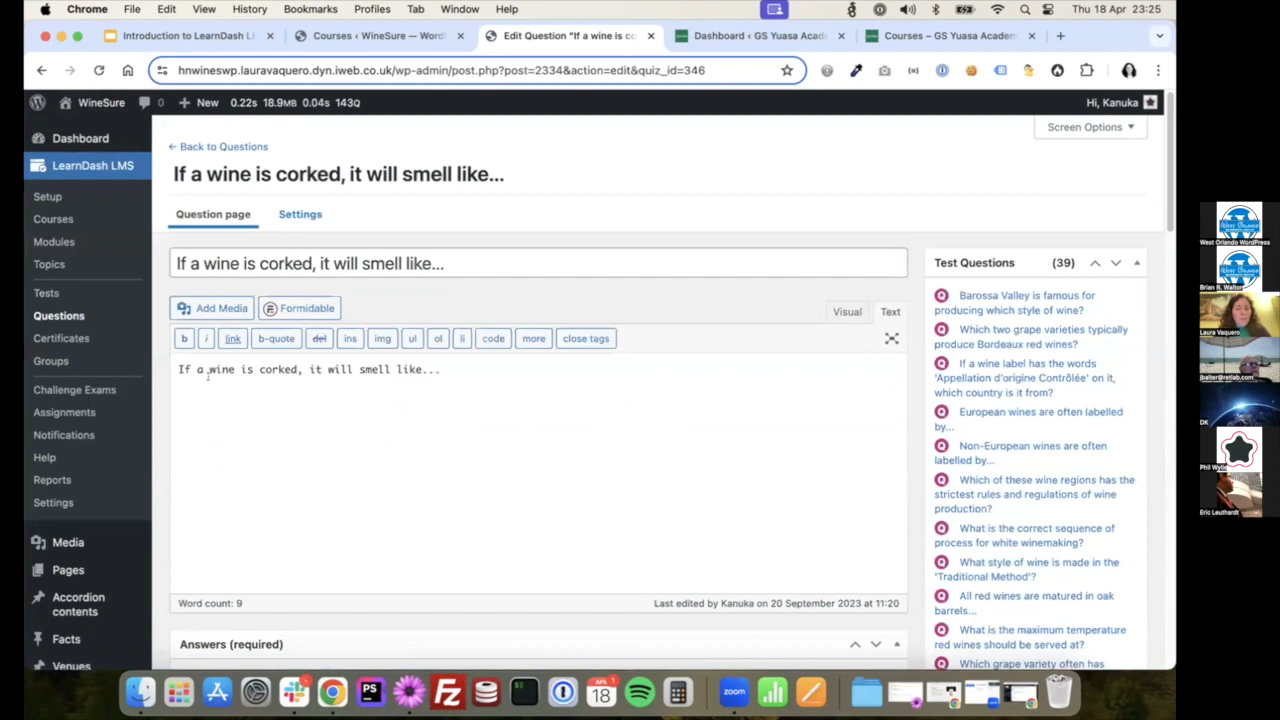 Chrome File Edit View History Bookmarks Profiles Tab Window Help Thu 18 Apr 23:25
Introduction to LearnDash L
Courses ‹ WineSure — Word
Edit Question "If a wine is co
Dashboard ‹ GS Yuasa Acad
Courses – GS Yuasa Academ
hnwineswp.lauravaquero.dyn.iweb.co.uk/wp-admin/post.php?post=2334&action=edit&quiz_id=346
WineSure 0 New 0.22s 18.9MB 0.04s 143Q Hi, Kanuka
Screen Options
Dashboard
LearnDash LMS
Setup
Courses
Modules
Topics
Tests
Questions
Certificates
Groups
Challenge Exams
Assignments
Notifications
Help
Reports
Settings
Media
Pages
Accordion
contents
Facts
Venues
← Back to Questions
If a wine is corked, it will smell like...
Question page Settings
If a wine is corked, it will smell like...
Add Media Formidable
Visual Text
b i link b-quote del ins img ul ol li code more close tags
If a wine is corked, it will smell like...
Word count: 9 Last edited by Kanuka on 20 September 2023 at 11:20
Answers (required)
Test Questions (39)
Barossa Valley is famous for
producing which style of wine?
Which two grape varieties typically
produce Bordeaux red wines?
If a wine label has the words
'Appellation d'origine Contrôlée' on it,
which country is it from?
European wines are often labelled
by...
Non-European wines are often
labelled by...
Which of these wine regions has the
strictest rules and regulations of wine
production?
What is the correct sequence of
process for white winemaking?
What style of wine is made in the
'Traditional Method'?
All red wines are matured in oak
barrels...
What is the maximum temperature
red wines should be served at?
Which grape variety often has
West Orlando WordPress
Brian R. Walton
Laura Vaquero
jbalter@retlab.com
DK
Phil Wylie
Eric Leuthardt
PS
APR
18
1
zoom